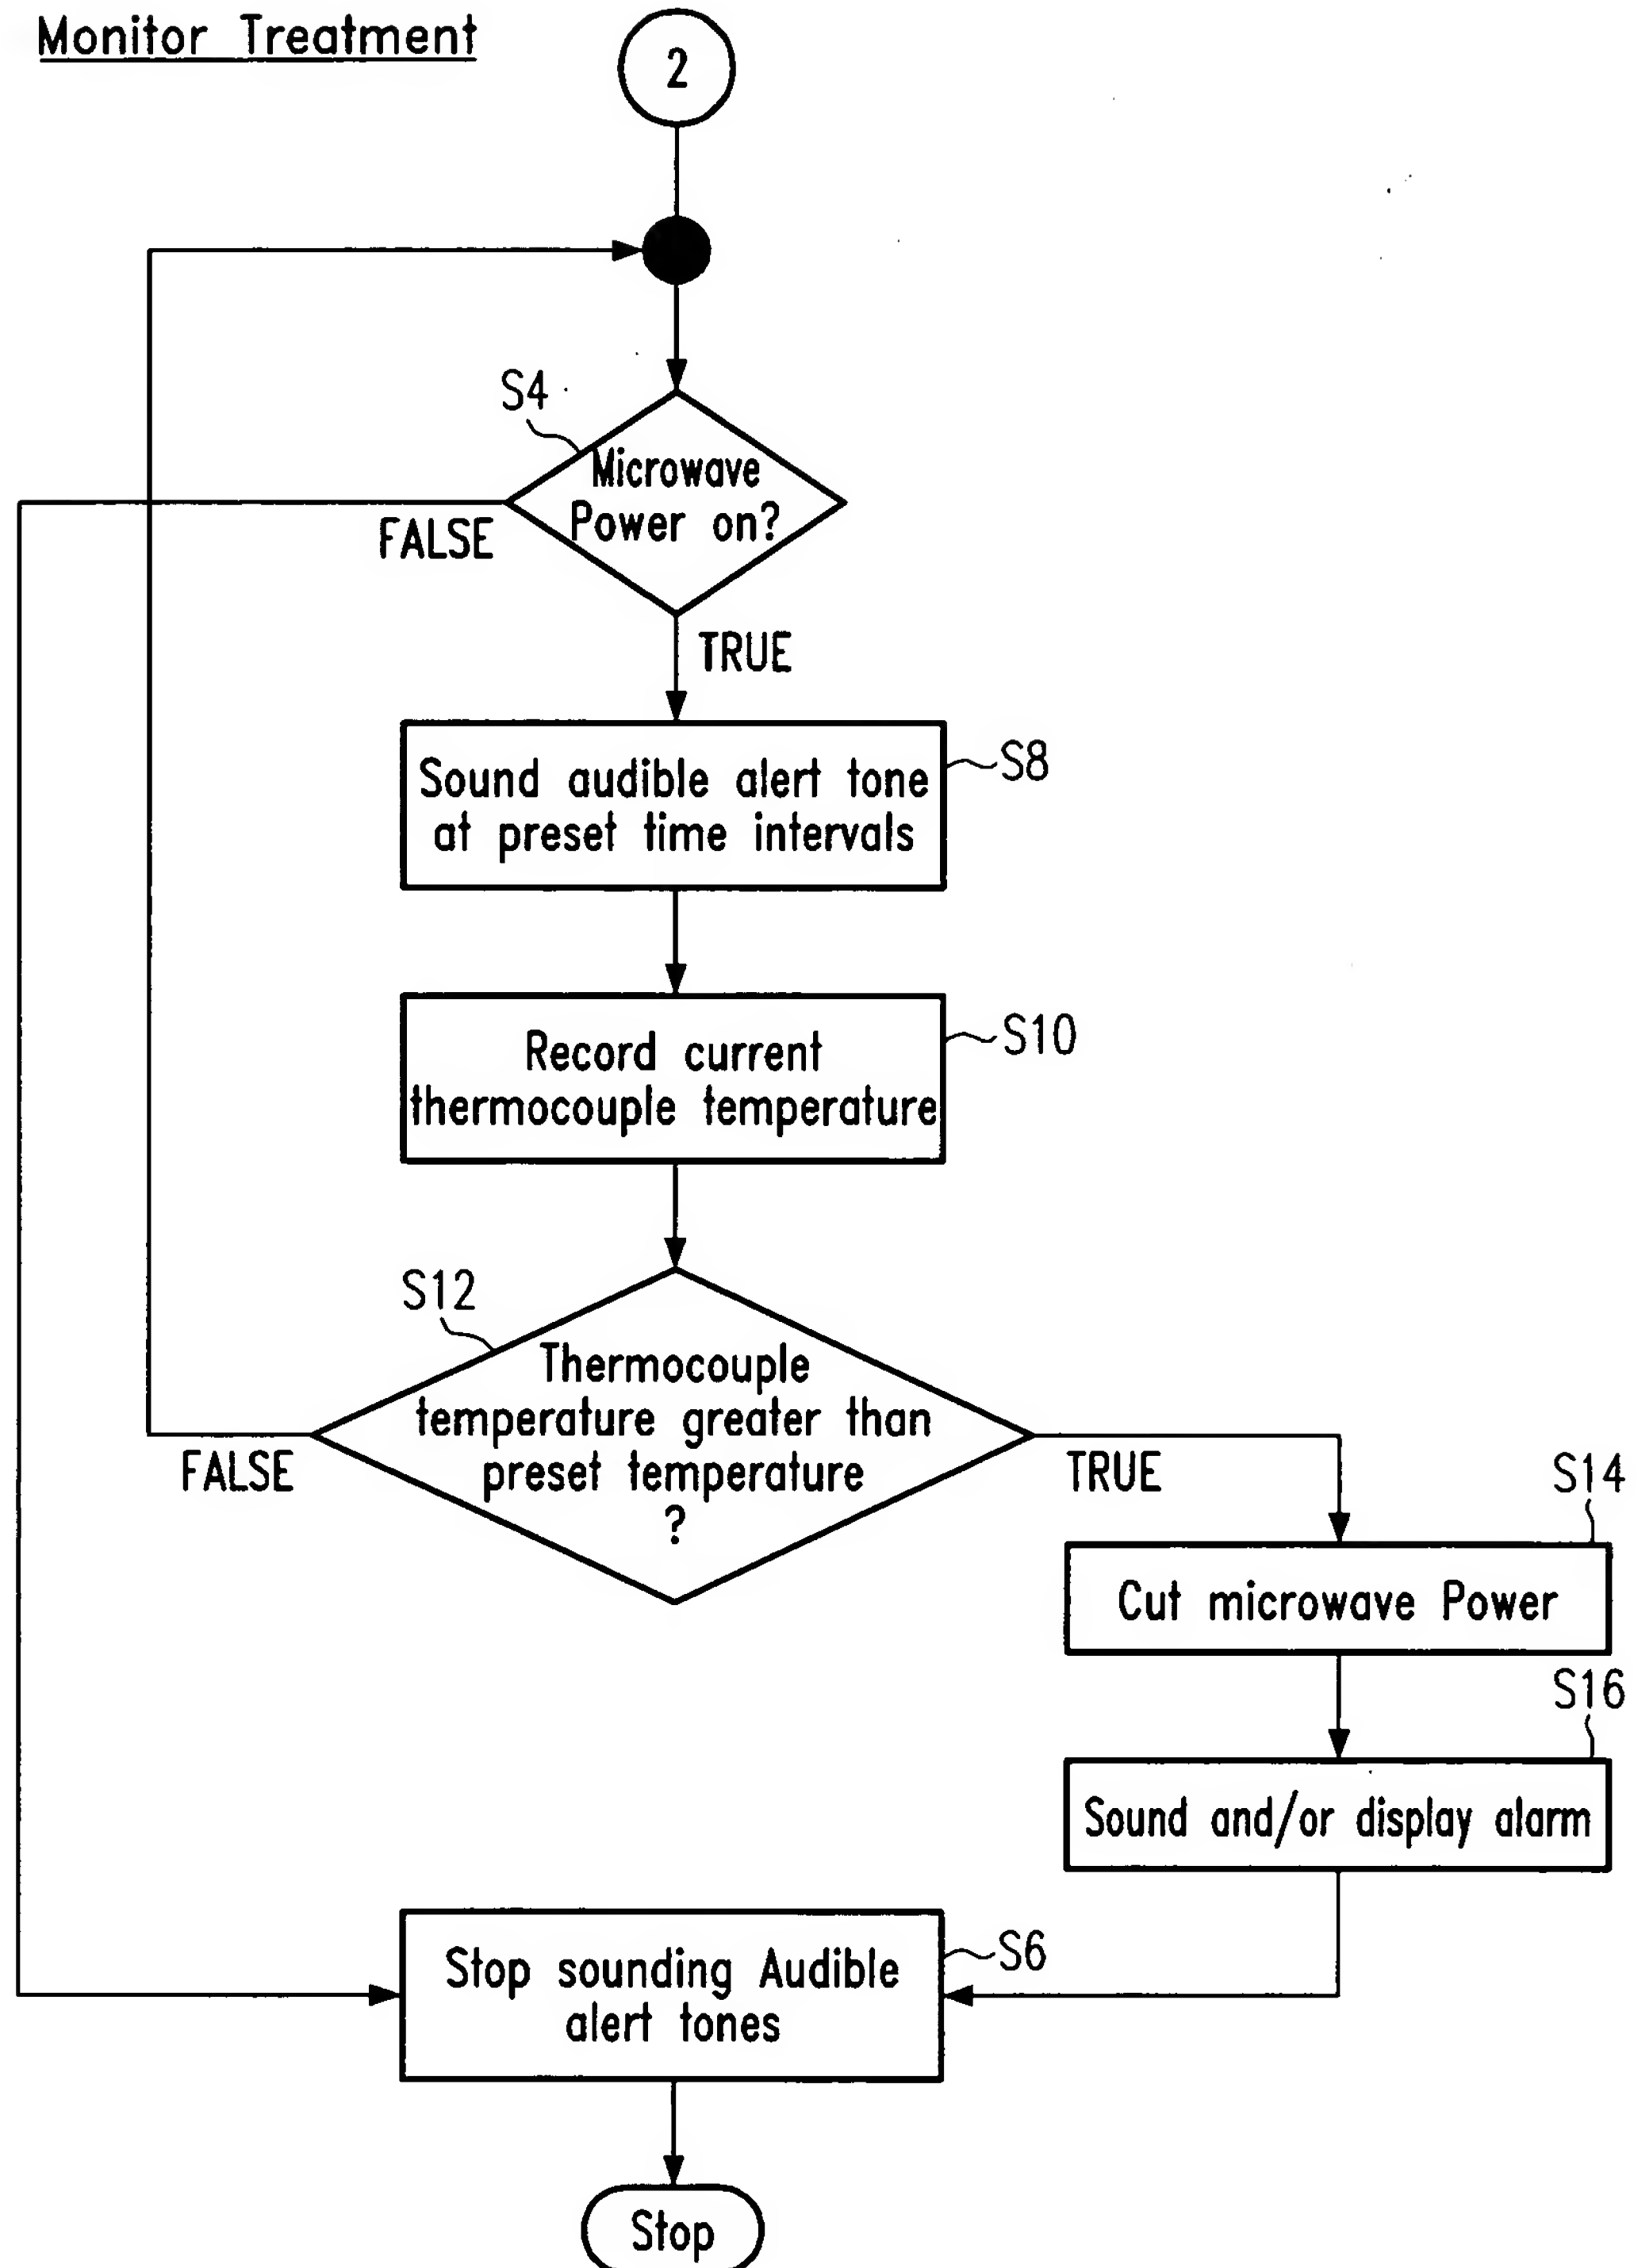 Monitor Treatment
2
S4
Microwave
Power on?
FALSE
TRUE
Sound audible alert tone
at preset time intervals
S8
Record current
thermocouple temperature
S10
S12
Thermocouple
temperature greater than
preset temperature
?
FALSE
TRUE
S14
Cut microwave Power
S16
Sound and/or display alarm
Stop sounding Audible
alert tones
S6
Stop